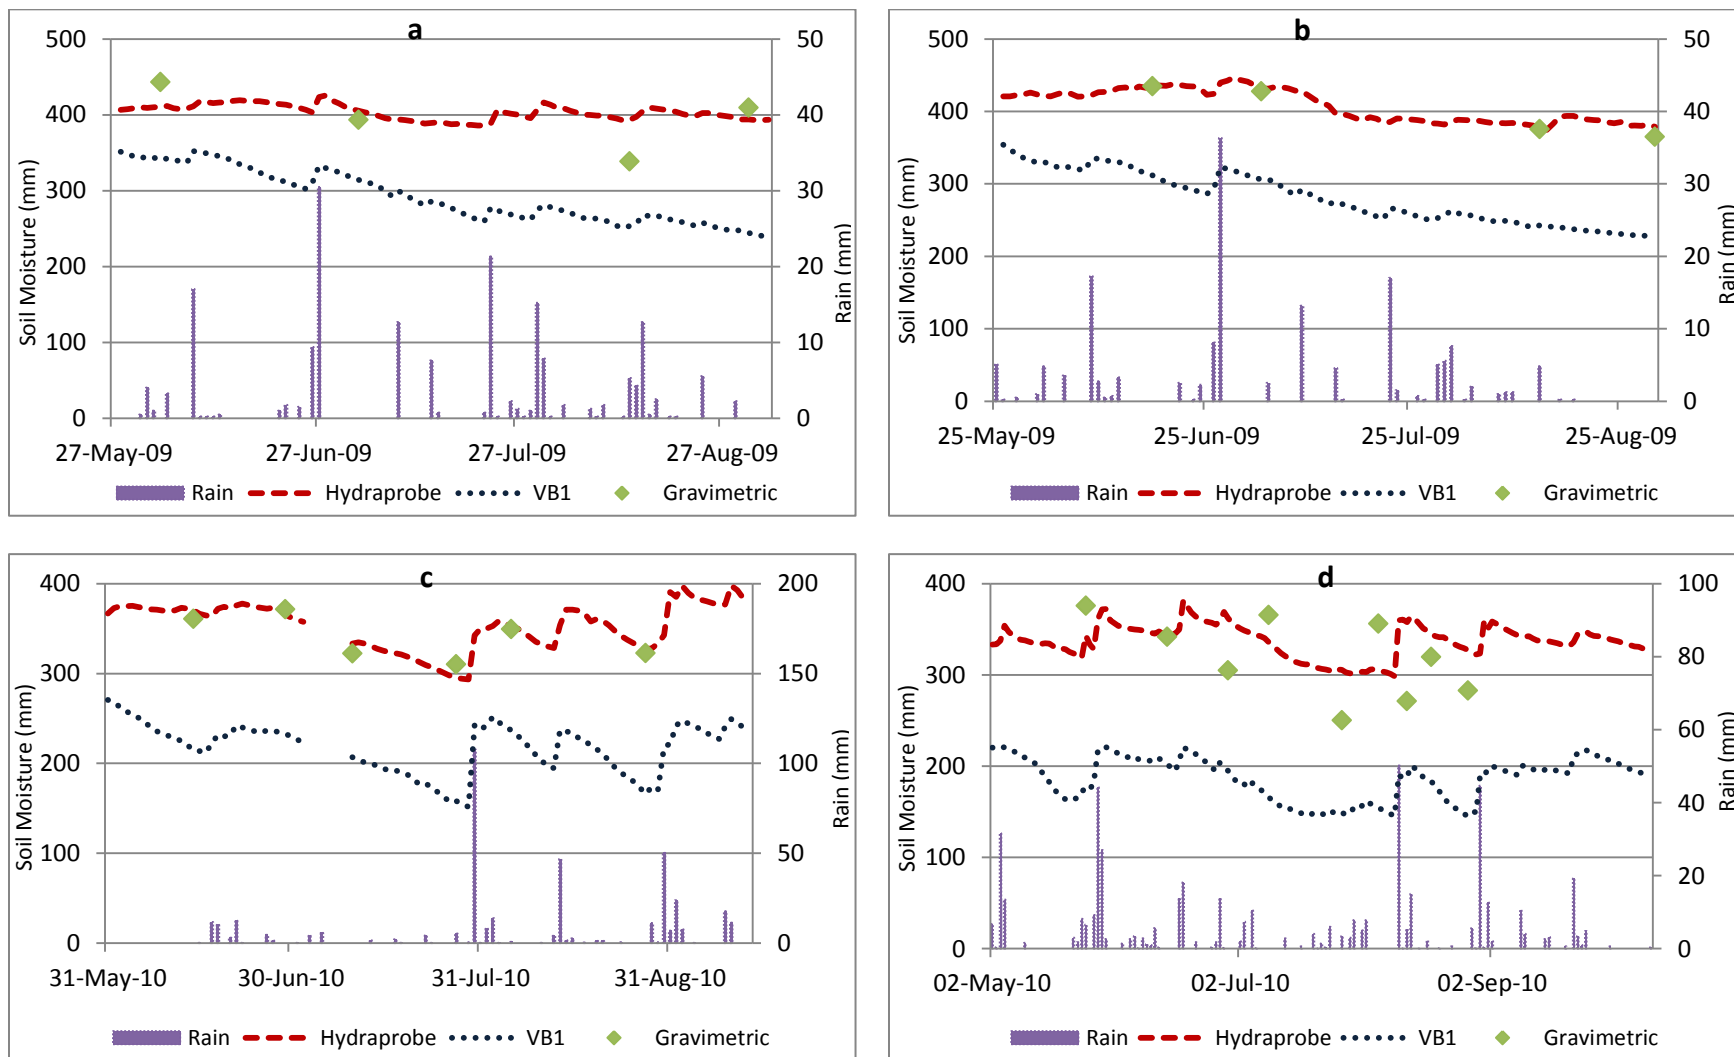 a
500 50
400 40
300 30
200 20
100 10
0 0
Soil Moisture (mm)
Rain (mm)
27-May-09 27-Jun-09 27-Jul-09 27-Aug-09
Rain Hydraprobe VB1 Gravimetric
b
500 50
400 40
300 30
200 20
100 10
0 0
Soil Moisture (mm)
Rain (mm)
25-May-09 25-Jun-09 25-Jul-09 25-Aug-09
Rain Hydraprobe VB1 Gravimetric
c
400 200
300 150
200 100
100 50
0 0
Soil Moisture (mm)
Rain (mm)
31-May-10 30-Jun-10 31-Jul-10 31-Aug-10
Rain Hydraprobe VB1 Gravimetric
d
400 100
80
300
60
200
40
100
20
0 0
Soil Moisture (mm)
Rain (mm)
02-May-10 02-Jul-10 02-Sep-10
Rain Hydraprobe VB1 Gravimetric